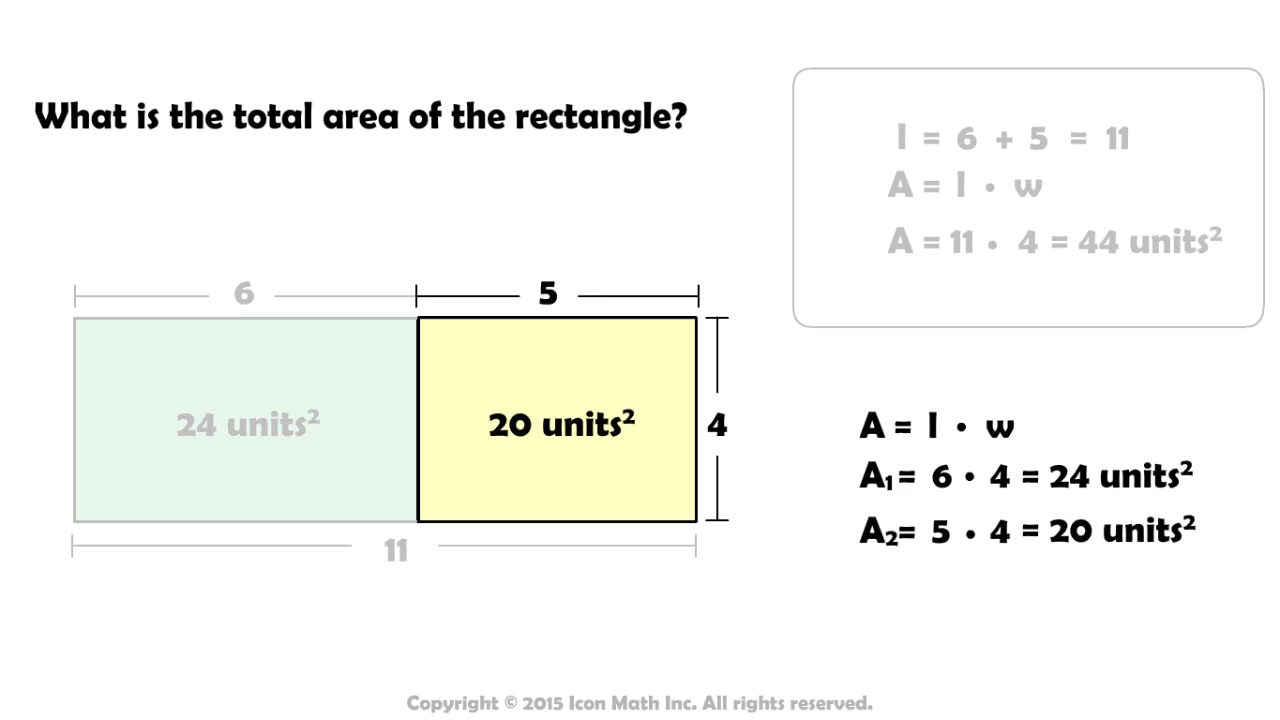 What is the total area of the rectangle?
l = 6 + 5 = 11
A = l • w
A = 11 • 4 = 44 units²
6
5
24 units²
20 units²
4
11
A = l • w
A₁= 6 • 4 = 24 units²
A₂= 5 • 4 = 20 units²
Copyright © 2015 Icon Math Inc. All rights reserved.